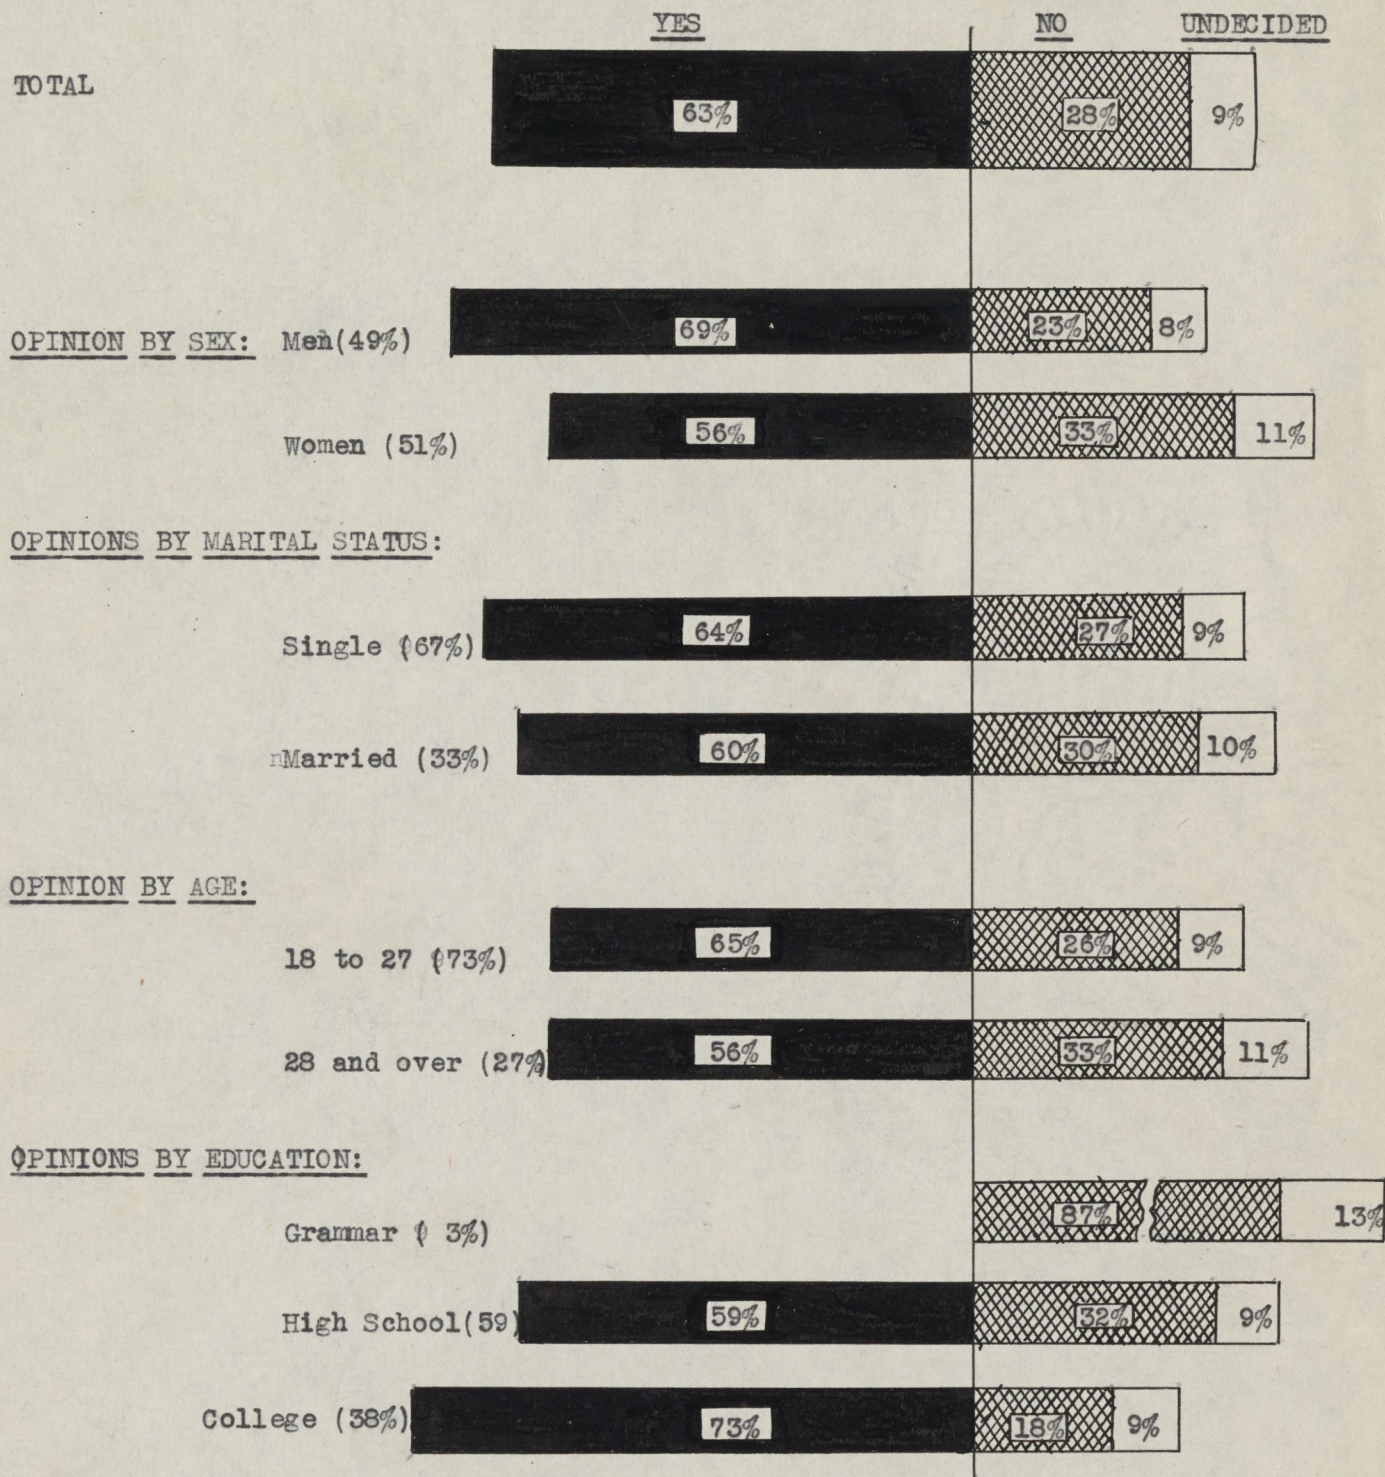 YES NO UNDECIDED
TOTAL
63% 28% 9%
OPINION BY SEX: Men(49%) 69% 23% 8%
Women (51%) 56% 33% 11%
OPINIONS BY MARITAL STATUS:
Single (67%) 64% 27% 9%
Married (33%) 60% 30% 10%
OPINION BY AGE:
18 to 27 (73%) 65% 26% 9%
28 and over (27%) 56% 33% 11%
OPINIONS BY EDUCATION:
Grammar ( 3%) 87% 13%
High School(59) 59% 32% 9%
College (38%) 73% 18% 9%